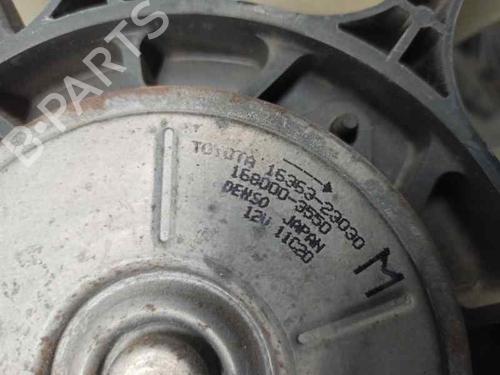 B-PARTS
TOYOTA 16363-23030
168000-3550
DENSO JAPAN
12V 11C20
M